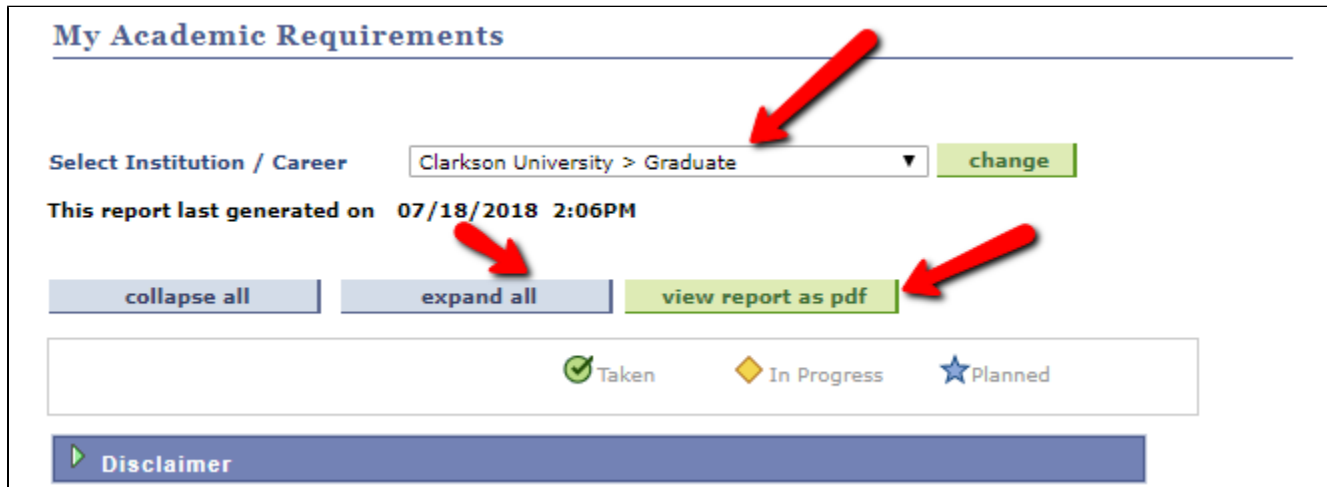 My Academic Requirements
Select Institution / Career Clarkson University > Graduate change
This report last generated on 07/18/2018 2:06PM
collapse all expand all view report as pdf
Taken In Progress Planned
Disclaimer